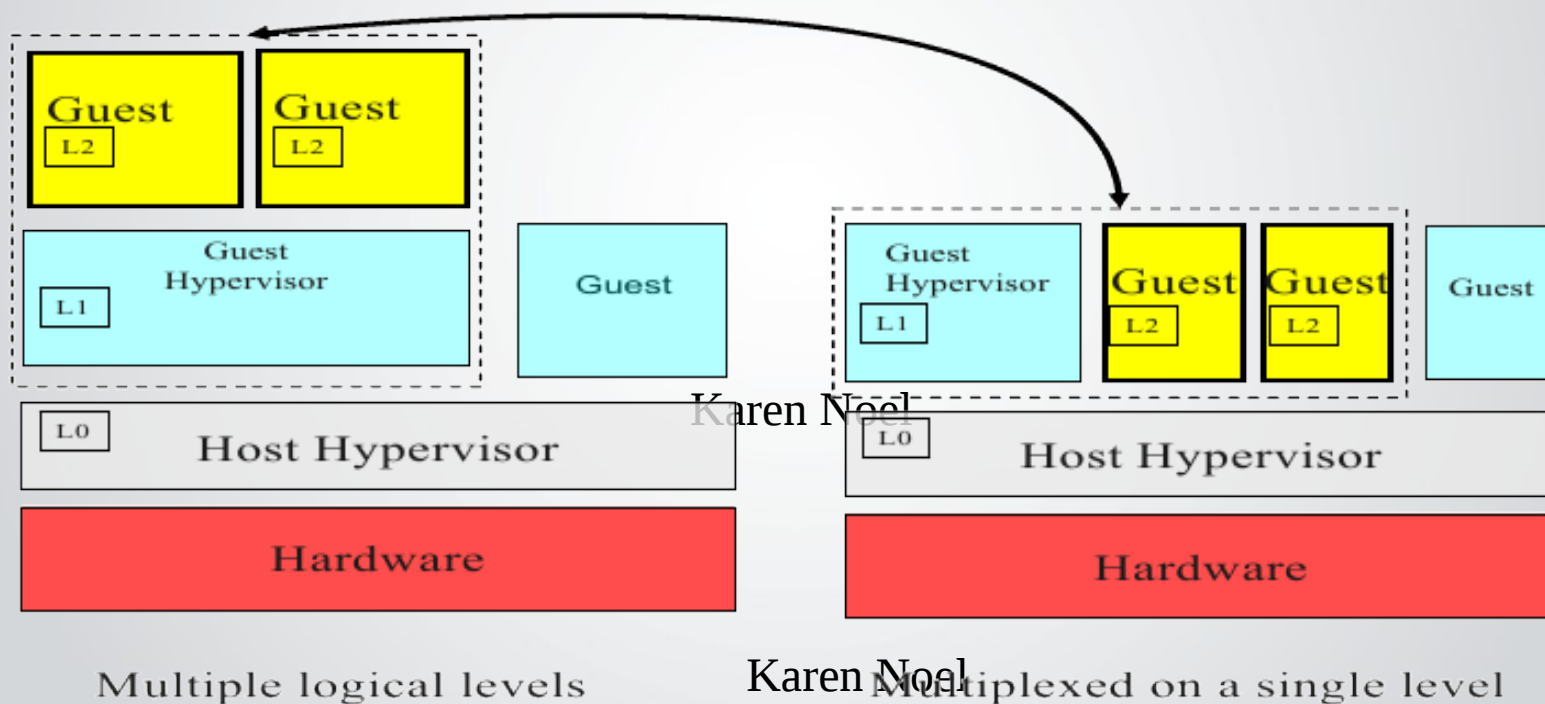 Guest
L2
Guest
L2
Guest
Hypervisor
L1
Guest
L0
Host Hypervisor
Hardware
Multiple logical levels
Karen Noel
Karen Noel
Guest
Hypervisor
L1
Guest
L2
Guest
L2
Guest
L0
Host Hypervisor
Hardware
Multiplexed on a single level